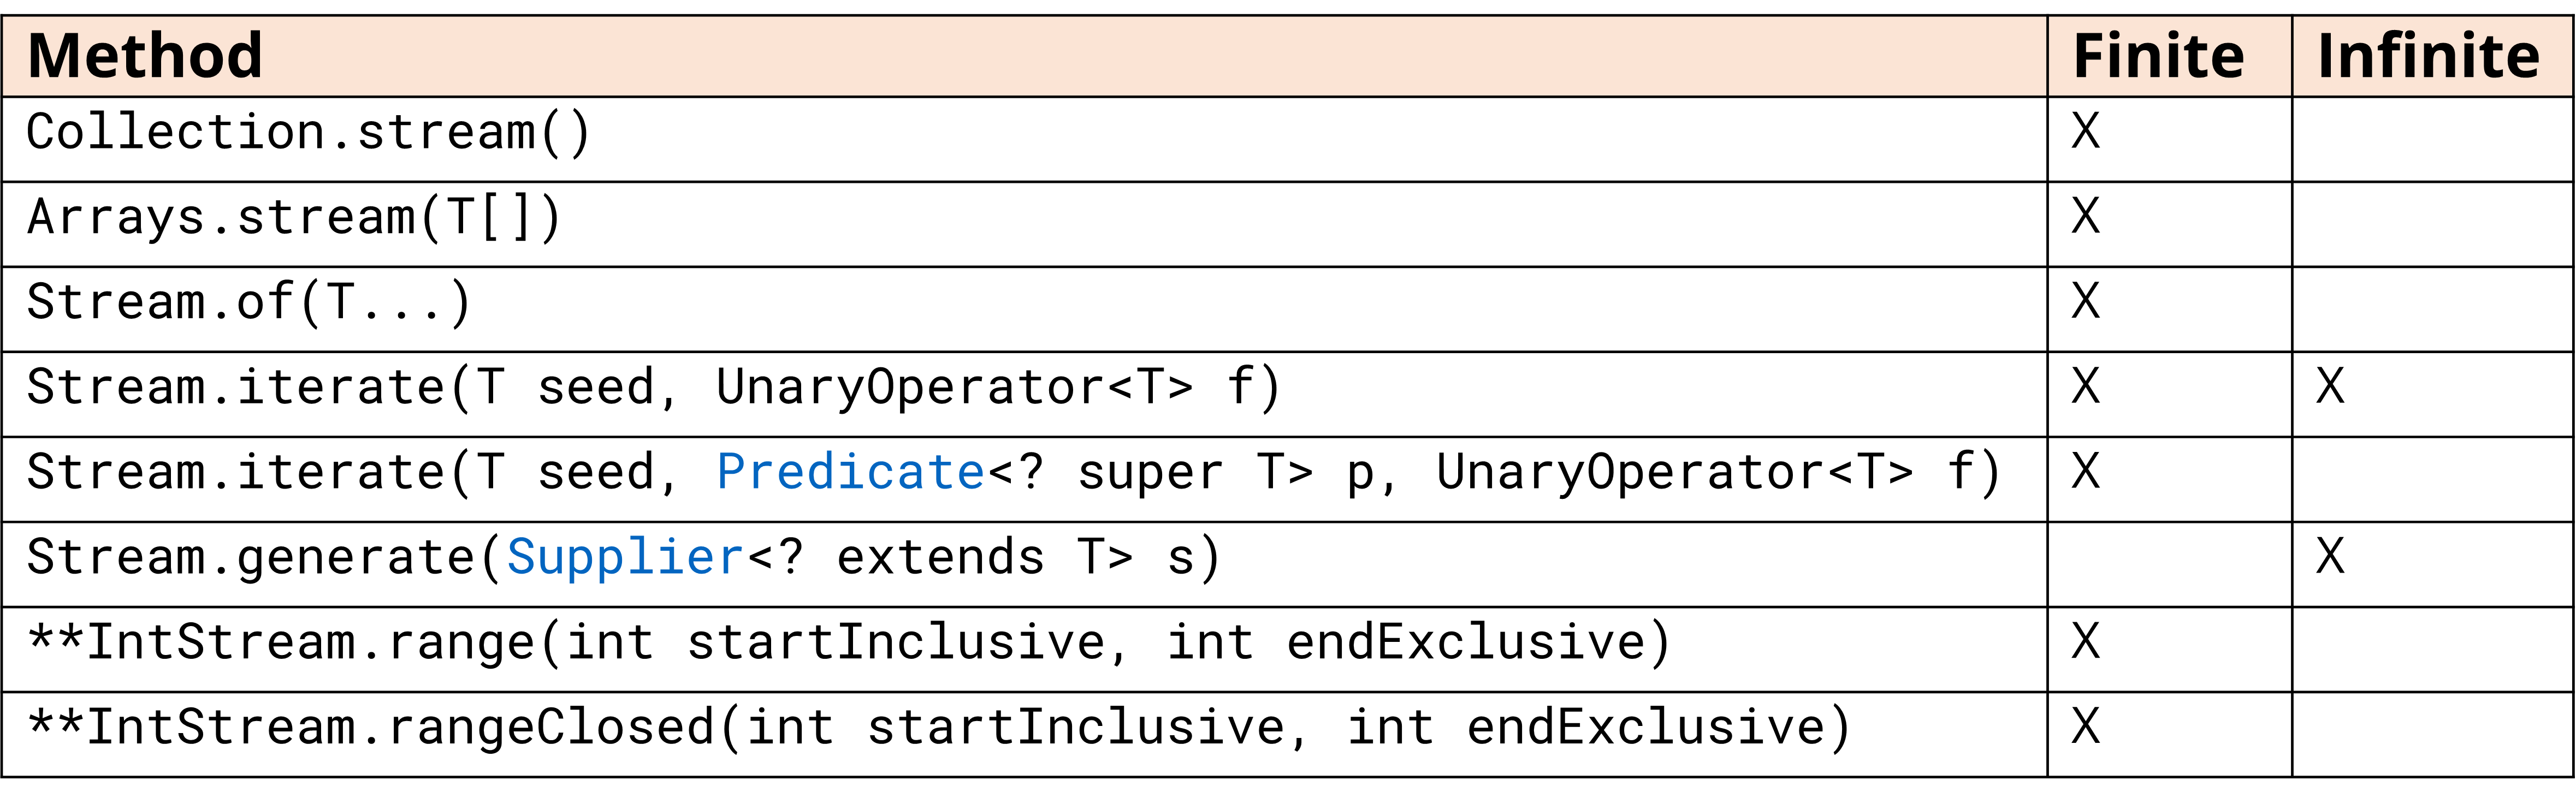 Method Finite Infinite
Collection.stream() X
Arrays.stream(T[]) X
Stream.of(T...) X
Stream.iterate(T seed, UnaryOperator<T> f) X X
Stream.iterate(T seed, Predicate<? super T> p, UnaryOperator<T> f) X
Stream.generate(Supplier<? extends T> s) X
**IntStream.range(int startInclusive, int endExclusive) X
**IntStream.rangeClosed(int startInclusive, int endExclusive) X